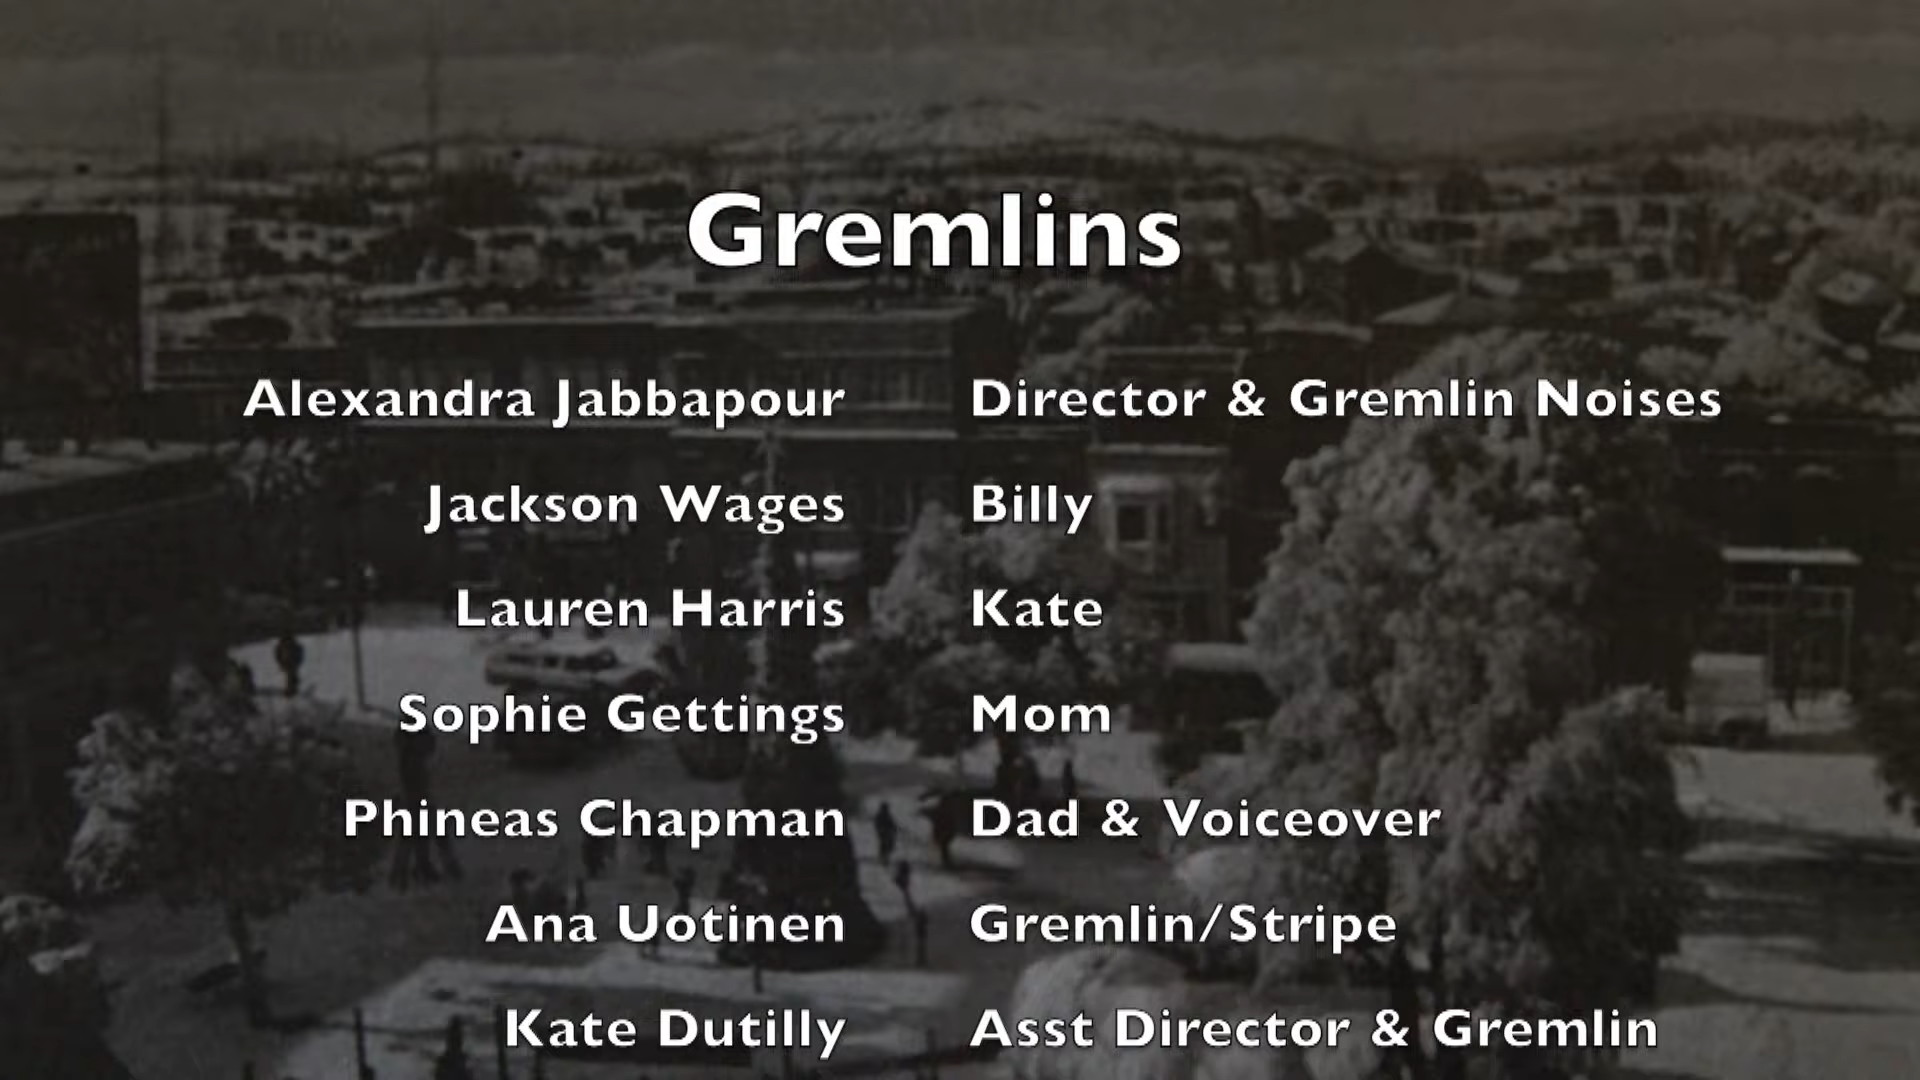 Gremlins
Alexandra Jabbapour Director & Gremlin Noises
Jackson Wages Billy
Lauren Harris Kate
Sophie Gettings Mom
Phineas Chapman Dad & Voiceover
Ana Uotinen Gremlin/Stripe
Kate Dutilly Asst Director & Gremlin